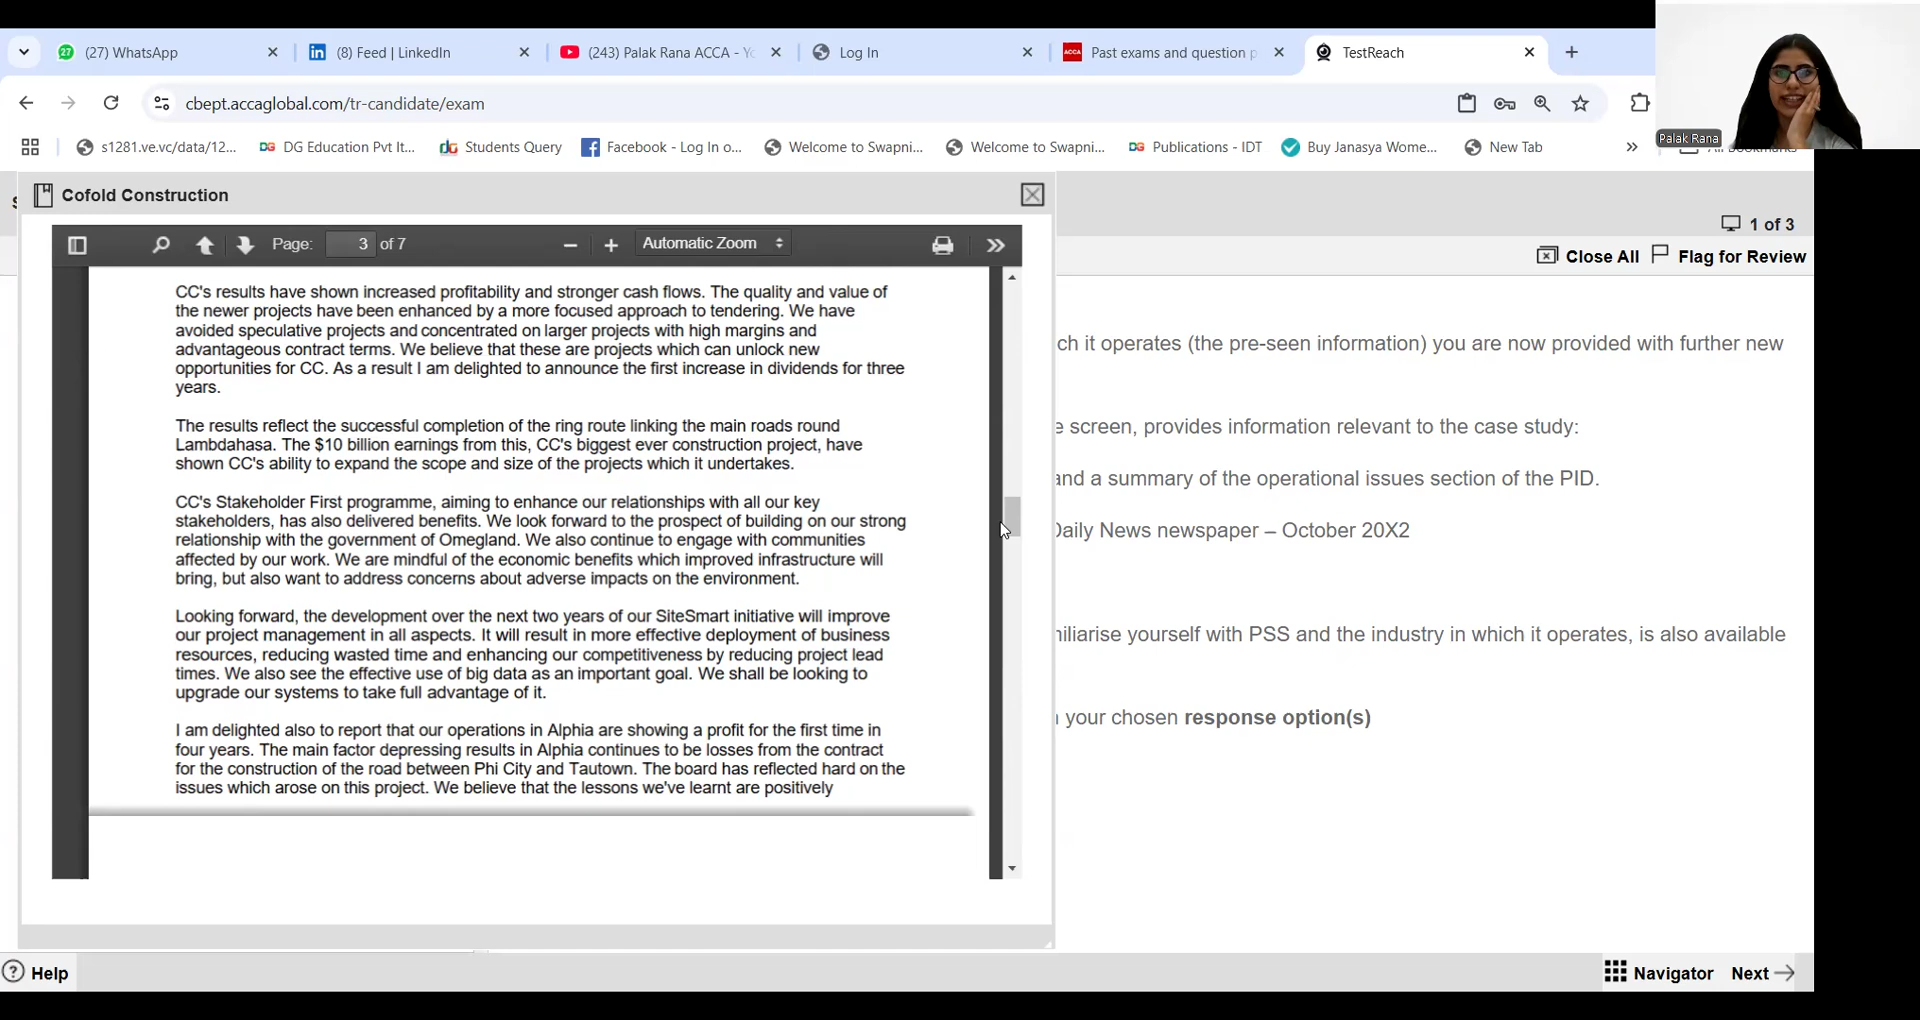 (27) WhatsApp
(8) Feed | LinkedIn
(243) Palak Rana ACCA - Yo
Log In
Past exams and question p
TestReach
cbept.accaglobal.com/tr-candidate/exam
s1281.ve.vc/data/12...
DG Education Pvt It...
Students Query
Facebook - Log In o...
Welcome to Swapni...
Welcome to Swapni...
Publications - IDT
Buy Janasya Wome...
New Tab
Palak Rana
Cofold Construction
1 of 3
Page: 3 of 7
Automatic Zoom
Close All
Flag for Review
CC's results have shown increased profitability and stronger cash flows. The quality and value of
the newer projects have been enhanced by a more focused approach to tendering. We have
avoided speculative projects and concentrated on larger projects with high margins and
advantageous contract terms. We believe that these are projects which can unlock new
opportunities for CC. As a result I am delighted to announce the first increase in dividends for three
years.
The results reflect the successful completion of the ring route linking the main roads round
Lambdahasa. The $10 billion earnings from this, CC's biggest ever construction project, have
shown CC's ability to expand the scope and size of the projects which it undertakes.
CC's Stakeholder First programme, aiming to enhance our relationships with all our key
stakeholders, has also delivered benefits. We look forward to the prospect of building on our strong
relationship with the government of Omegland. We also continue to engage with communities
affected by our work. We are mindful of the economic benefits which improved infrastructure will
bring, but also want to address concerns about adverse impacts on the environment.
Looking forward, the development over the next two years of our SiteSmart initiative will improve
our project management in all aspects. It will result in more effective deployment of business
resources, reducing wasted time and enhancing our competitiveness by reducing project lead
times. We also see the effective use of big data as an important goal. We shall be looking to
upgrade our systems to take full advantage of it.
I am delighted also to report that our operations in Alphia are showing a profit for the first time in
four years. The main factor depressing results in Alphia continues to be losses from the contract
for the construction of the road between Phi City and Tautown. The board has reflected hard on the
issues which arose on this project. We believe that the lessons we've learnt are positively
ch it operates (the pre-seen information) you are now provided with further new
e screen, provides information relevant to the case study:
and a summary of the operational issues section of the PID.
Daily News newspaper – October 20X2
niliarise yourself with PSS and the industry in which it operates, is also available
your chosen response option(s)
Help
Navigator
Next